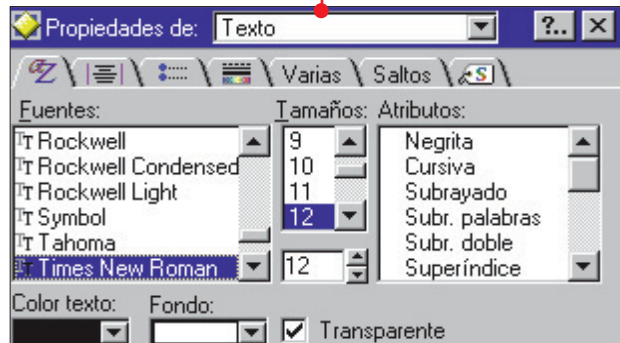 Propiedades de: Texto ?..
Varias Saltos S
Fuentes: Tamaños: Atributos:
Rockwell 9 Negrita
Rockwell Condensed 10 Cursiva
Rockwell Light 11 Subrayado
Symbol 12 Subr. palabras
Tahoma Subr. doble
Times New Roman 12 Superíndice
Color texto: Fondo:
Transparente